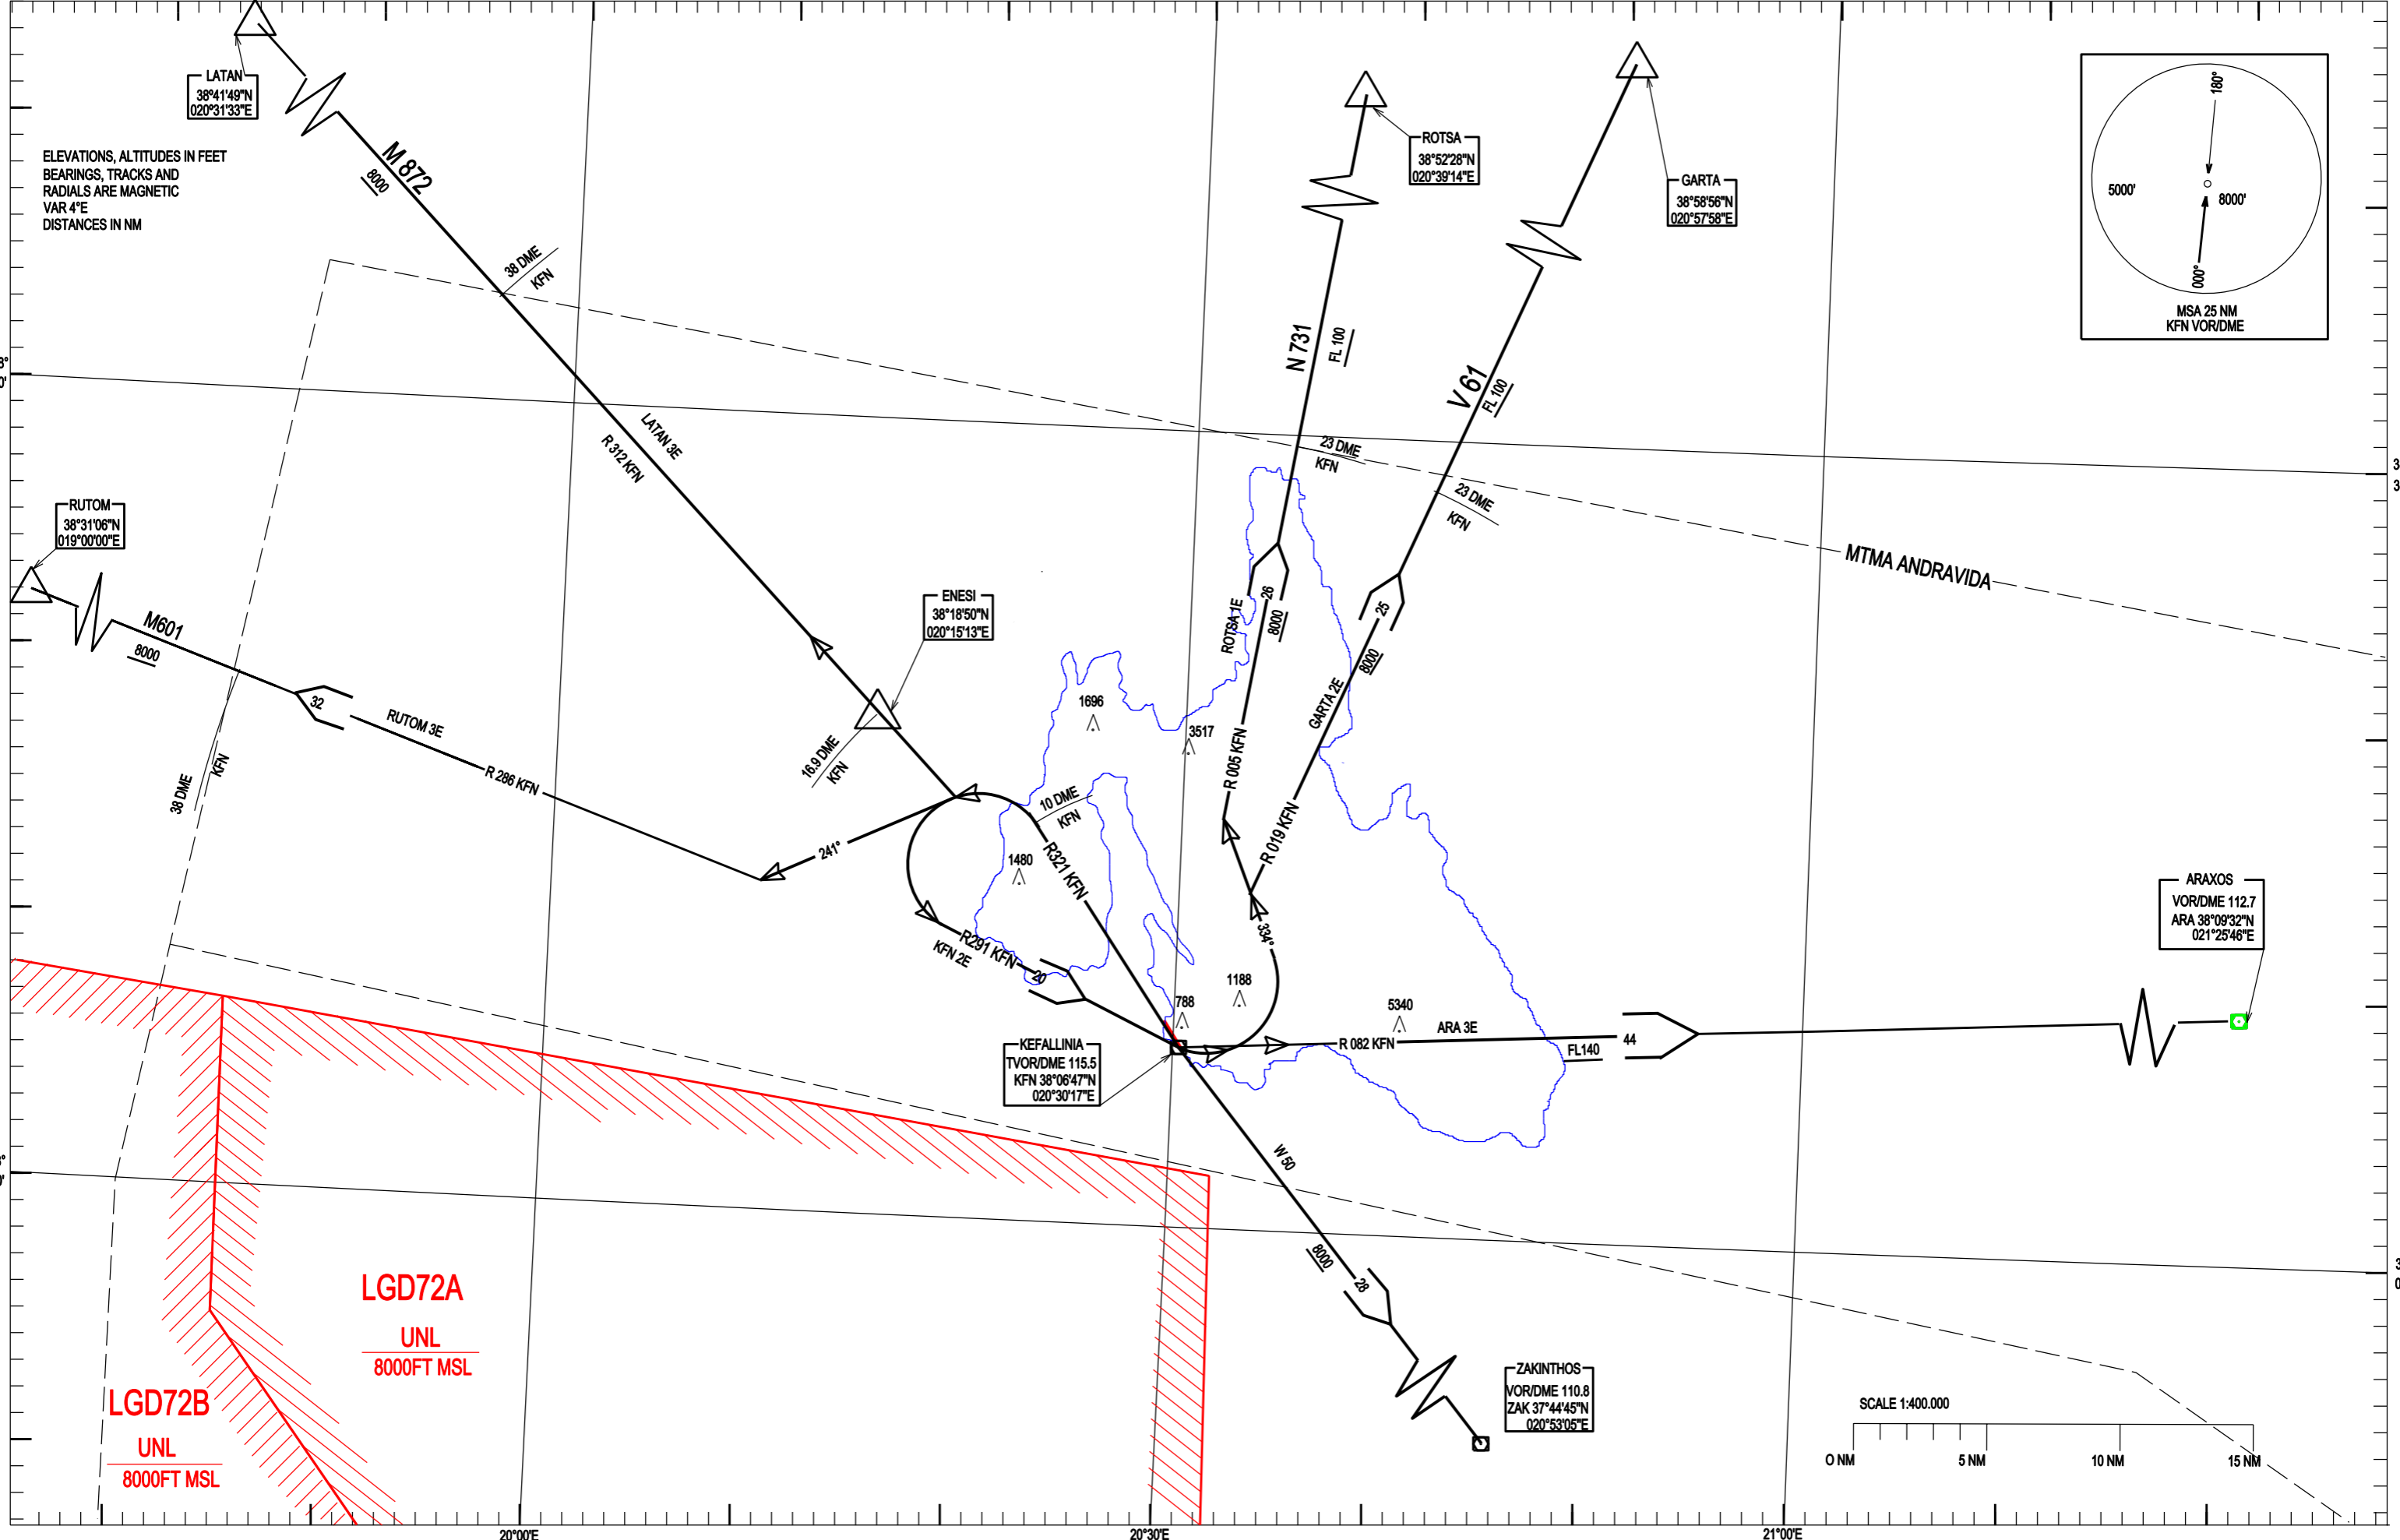 LATAN
38°41'49"N
020°31'33"E
ELEVATIONS, ALTITUDES IN FEET
BEARINGS, TRACKS AND
RADIALS ARE MAGNETIC
VAR 4°E
DISTANCES IN NM
M 872
8000
38 DME
KFN
ROTSA
38°52'28"N
020°39'14"E
GARTA
38°58'56"N
020°57'58"E
180°
5000'
8000'
000°
MSA 25 NM
KFN VOR/DME
N 731
FL 100
V 61
FL 100
LATAN 3E
R 312 KFN
23 DME
KFN
23 DME
KFN
MTMA ANDRAVIDA
RUTOM
38°31'06"N
019°00'00"E
M601
8000
32
RUTOM 3E
R 286 KFN
38 DME
KFN
ENESI
38°18'50"N
020°15'13"E
16.9 DME
KFN
10 DME
KFN
241°
R321 KFN
1696
3517
1480
1188
788
5340
ROTSA 1E
26
8000
R 005 KFN
25
8000
GARTA 2E
R 019 KFN
334°
R291 KFN
KFN 2E
20
KEFALLINIA
TVOR/DME 115.5
KFN 38°06'47"N
020°30'17"E
R 082 KFN
ARA 3E
FL140
44
ARAXOS
VOR/DME 112.7
ARA 38°09'32"N
021°25'46"E
W 50
8000
28
ZAKINTHOS
VOR/DME 110.8
ZAK 37°44'45"N
020°53'05"E
LGD72A
UNL
8000FT MSL
LGD72B
UNL
8000FT MSL
SCALE 1:400.000
O NM
5 NM
10 NM
15 NM
20°00'E
20°30'E
21°00'E